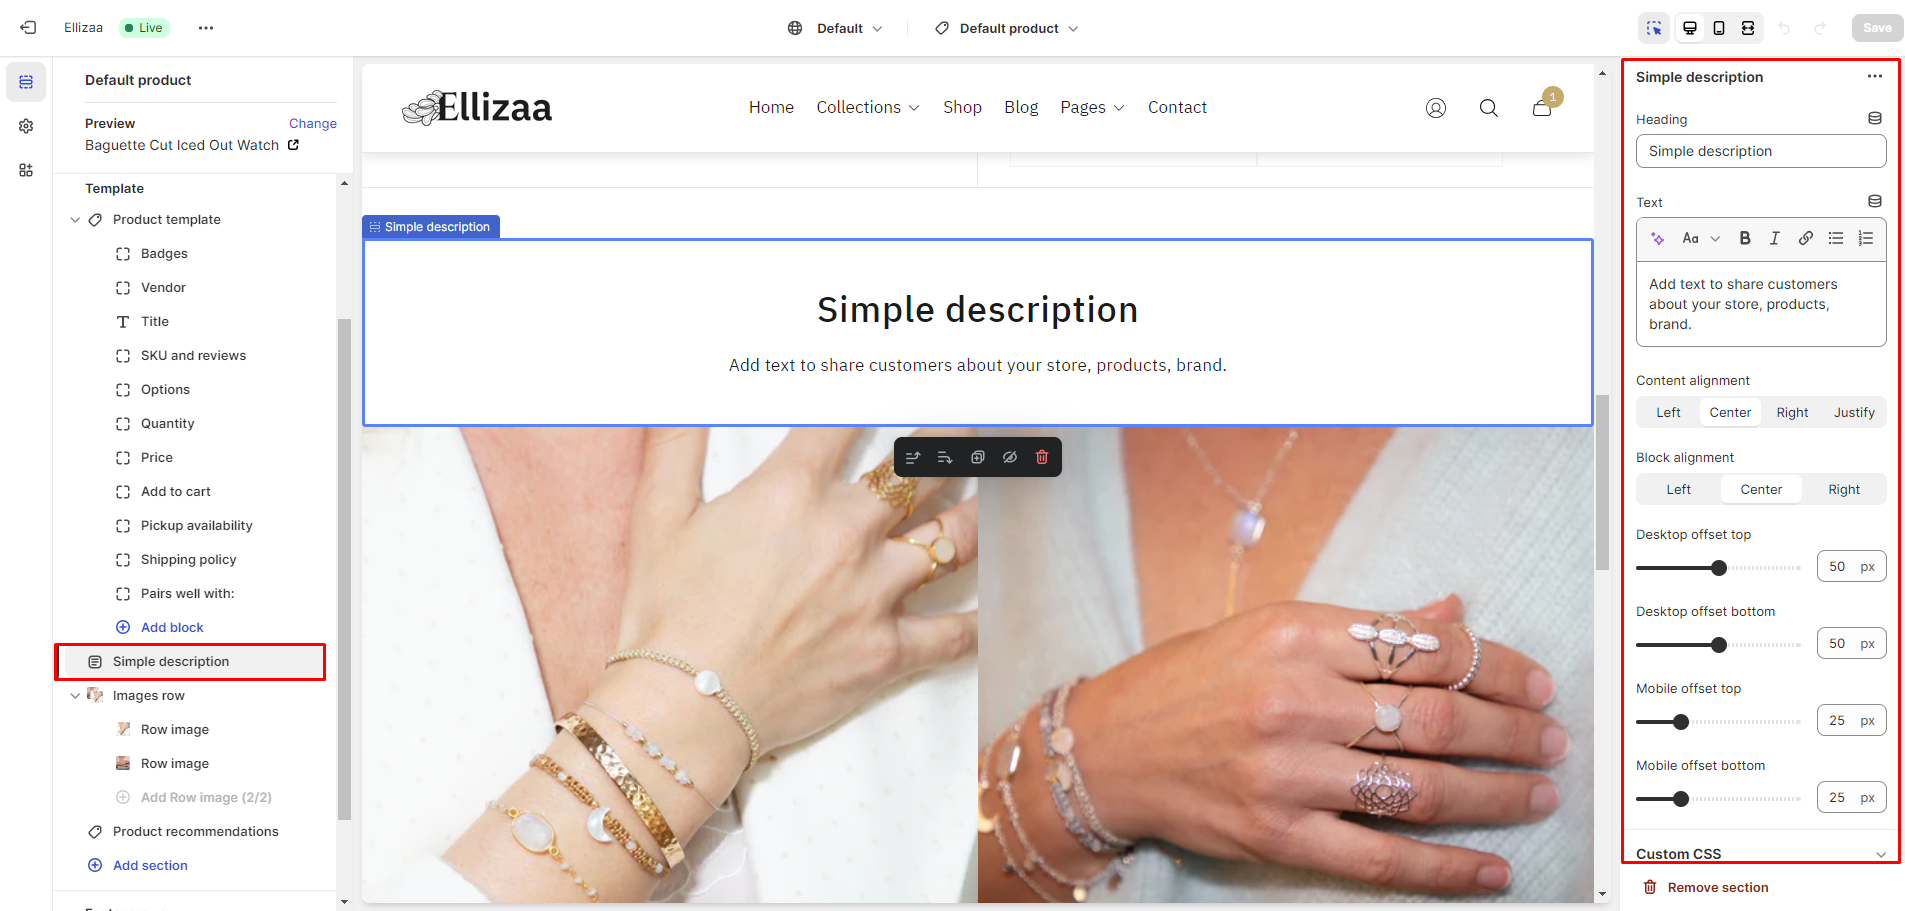 Ellizaa
Live
Default
Default product
Save
Default product
Preview
Change
Baguette Cut Iced Out Watch
Template
Product template
Badges
Vendor
Title
SKU and reviews
Options
Quantity
Price
Add to cart
Pickup availability
Shipping policy
Pairs well with:
Add block
Simple description
Images row
Row image
Row image
Add Row image (2/2)
Product recommendations
Add section
Ellizaa
Home
Collections
Shop
Blog
Pages
Contact
1
Simple description
Simple description
Add text to share customers about your store, products, brand.
Simple description
Heading
Simple description
Text
Aa
B
I
Add text to share customers
about your store, products,
brand.
Content alignment
Left
Center
Right
Justify
Block alignment
Left
Center
Right
Desktop offset top
50 px
Desktop offset bottom
50 px
Mobile offset top
25 px
Mobile offset bottom
25 px
Custom CSS
Remove section